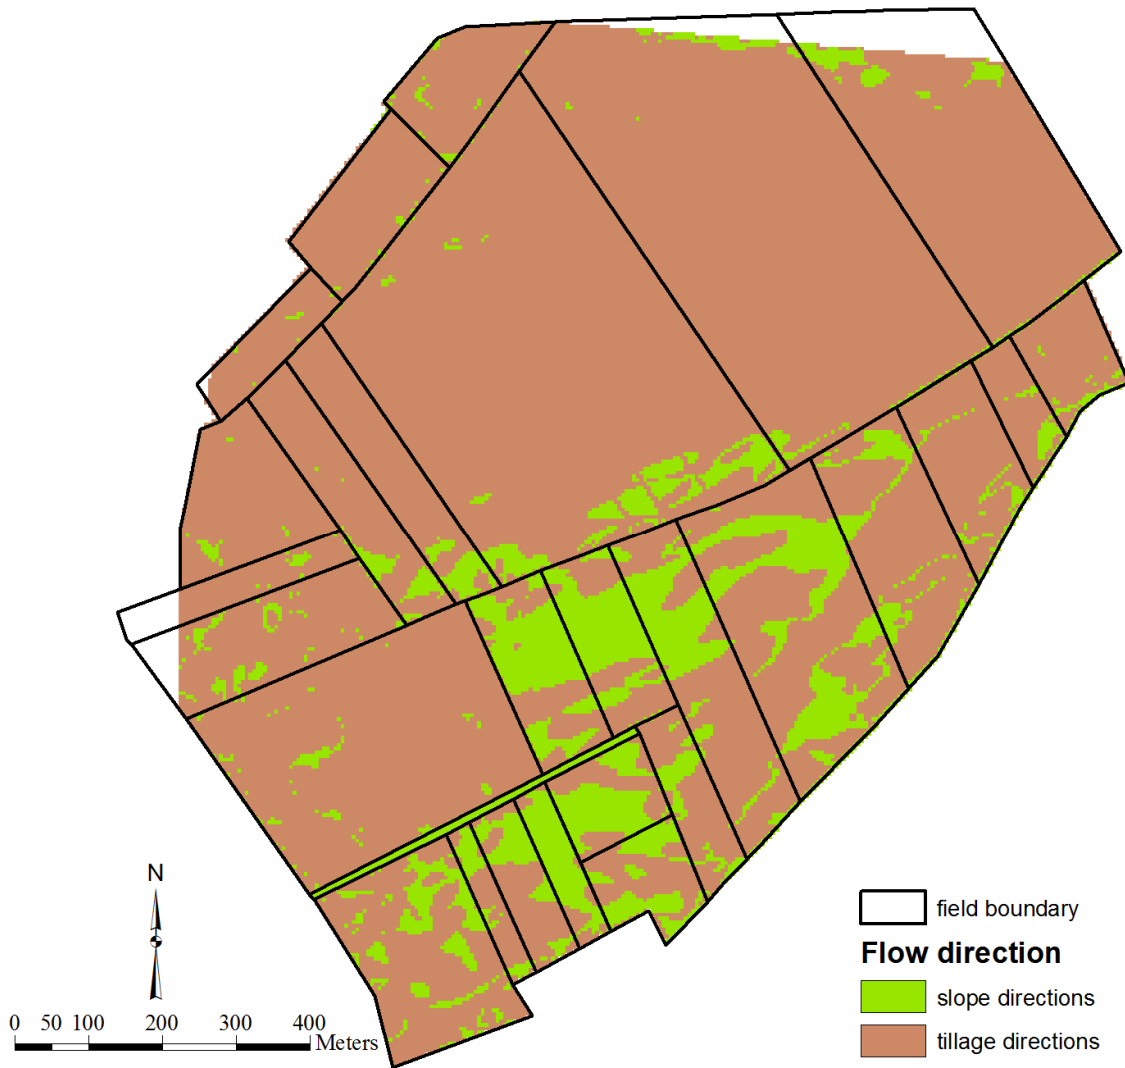 N
0 50 100 200 300 400
Meters
field boundary
Flow direction
slope directions
tillage directions